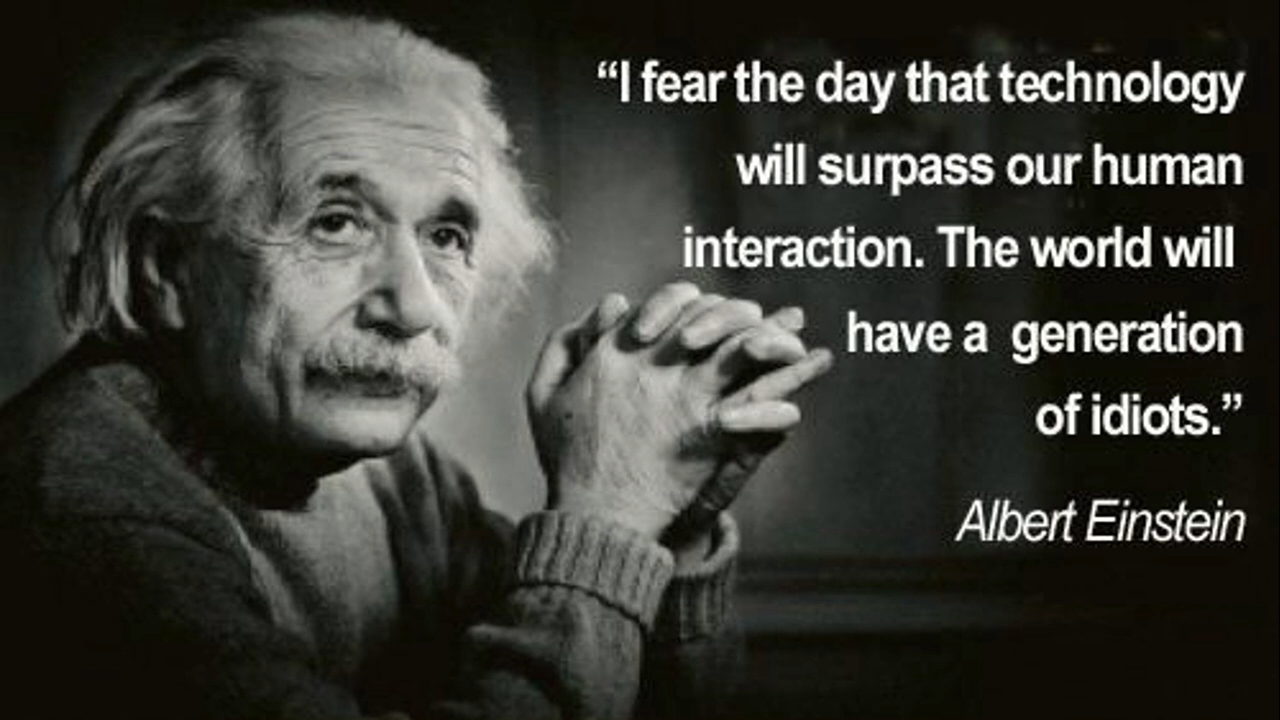 “I fear the day that technology
will surpass our human
interaction. The world will
have a generation
of idiots.”
Albert Einstein